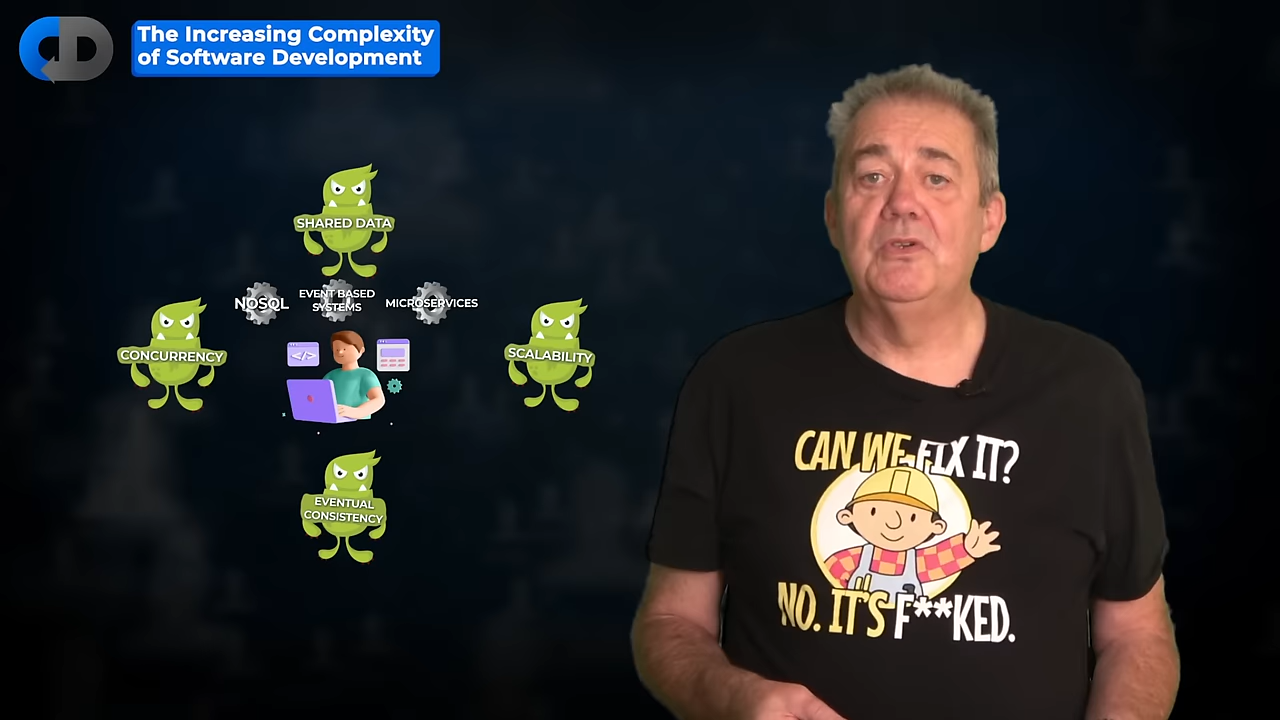 The Increasing Complexity
of Software Development
SHARED DATA
NOSQL
EVENT BASED
SYSTEMS
MICROSERVICES
CONCURRENCY
SCALABILITY
EVENTUAL
CONSISTENCY
CAN WE FIX IT?
NO. IT'S F**KED.